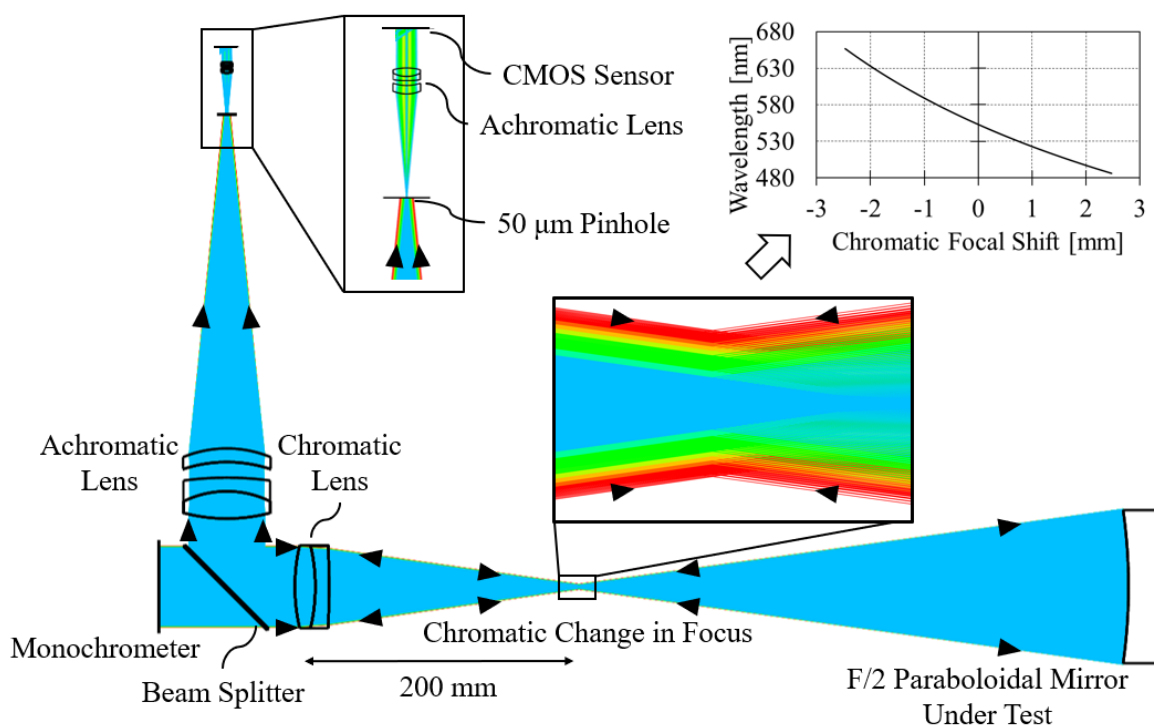 CMOS Sensor
Achromatic Lens
50 µm Pinhole
Wavelength [nm]
680
630
580
530
480
-3 -2 -1 0 1 2 3
Chromatic Focal Shift [mm]
Achromatic
Lens
Chromatic
Lens
Monochrometer
Beam Splitter
200 mm
Chromatic Change in Focus
F/2 Paraboloidal Mirror
Under Test